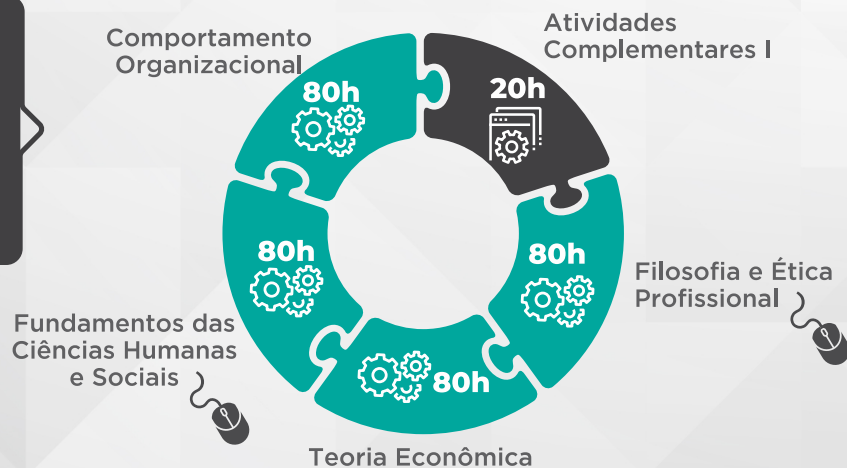 Comportamento
Organizacional
80h
Atividades
Complementares I
20h
80h
Filosofia e Ética
Profissional
80h
Fundamentos das
Ciências Humanas
e Sociais
80h
Teoria Econômica